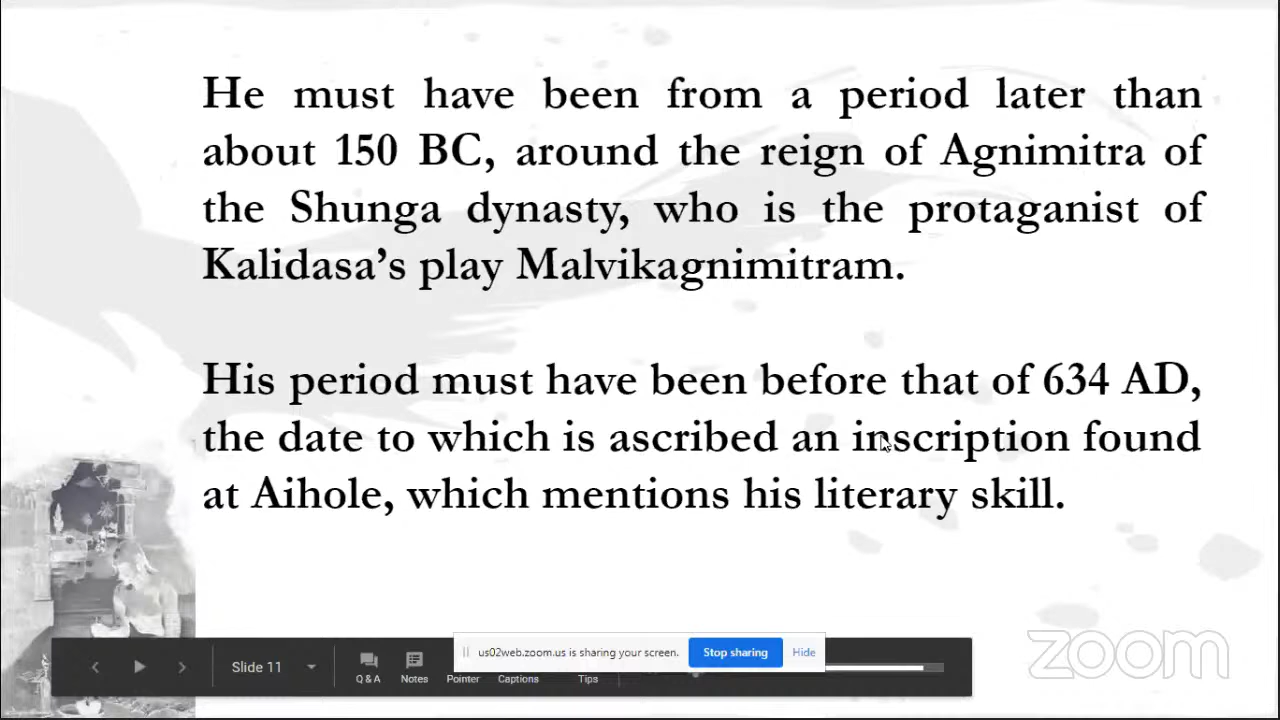 He must have been from a period later than
about 150 BC, around the reign of Agnimitra of
the Shunga dynasty, who is the protaganist of
Kalidasa’s play Malvikagnimitram.
His period must have been before that of 634 AD,
the date to which is ascribed an inscription found
at Aihole, which mentions his literary skill.
us02web.zoom.us is sharing your screen. Stop sharing Hide
Slide 11
Q & A Notes Pointer Captions Tips
zoom